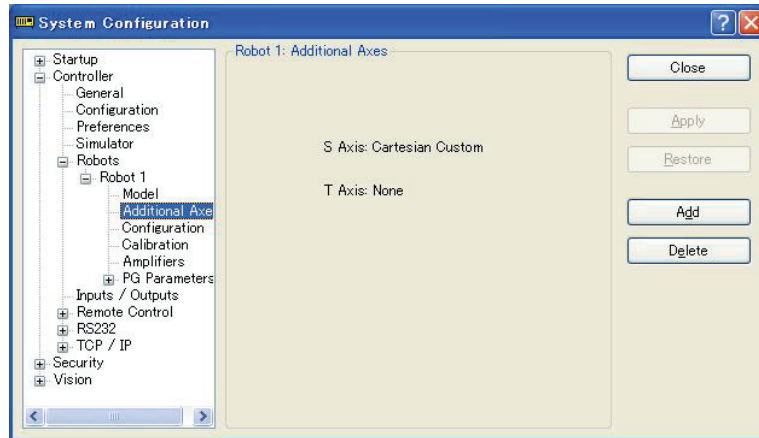 System Configuration
Startup
Controller
General
Configuration
Preferences
Simulator
Robots
Robot 1
Model
Additional Axe
Configuration
Calibration
Amplifiers
PG Parameters
Inputs / Outputs
Remote Control
RS232
TCP / IP
Security
Vision
Robot 1: Additional Axes
S Axis: Cartesian Custom
T Axis: None
Close
Apply
Restore
Add
Delete